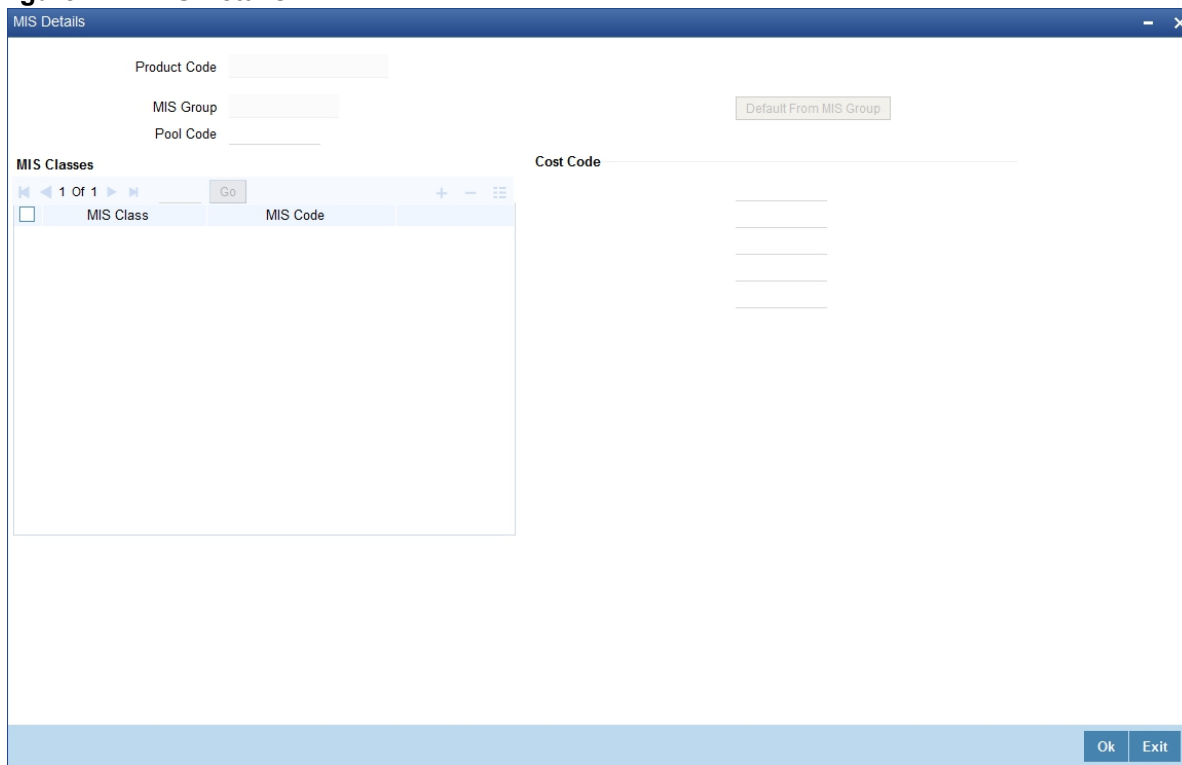 MIS Details
Product Code
MIS Group
Default From MIS Group
Pool Code
MIS Classes
Cost Code
1 Of 1
Go
MIS Class MIS Code
Ok Exit